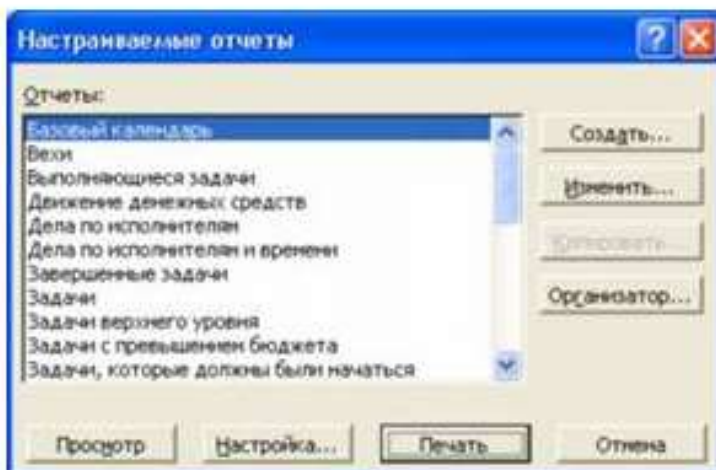 Настраиваемые отчеты
Отчеты:
Базовый календарь
Вехи
Выполняющиеся задачи
Движение денежных средств
Дела по исполнителям
Дела по исполнителям и времени
Завершенные задачи
Задачи
Задачи верхнего уровня
Задачи с превышением бюджета
Задачи, которые должны были начаться
Создать...
Изменить...
Копировать...
Организатор...
Просмотр
Настройка...
Печать
Отмена